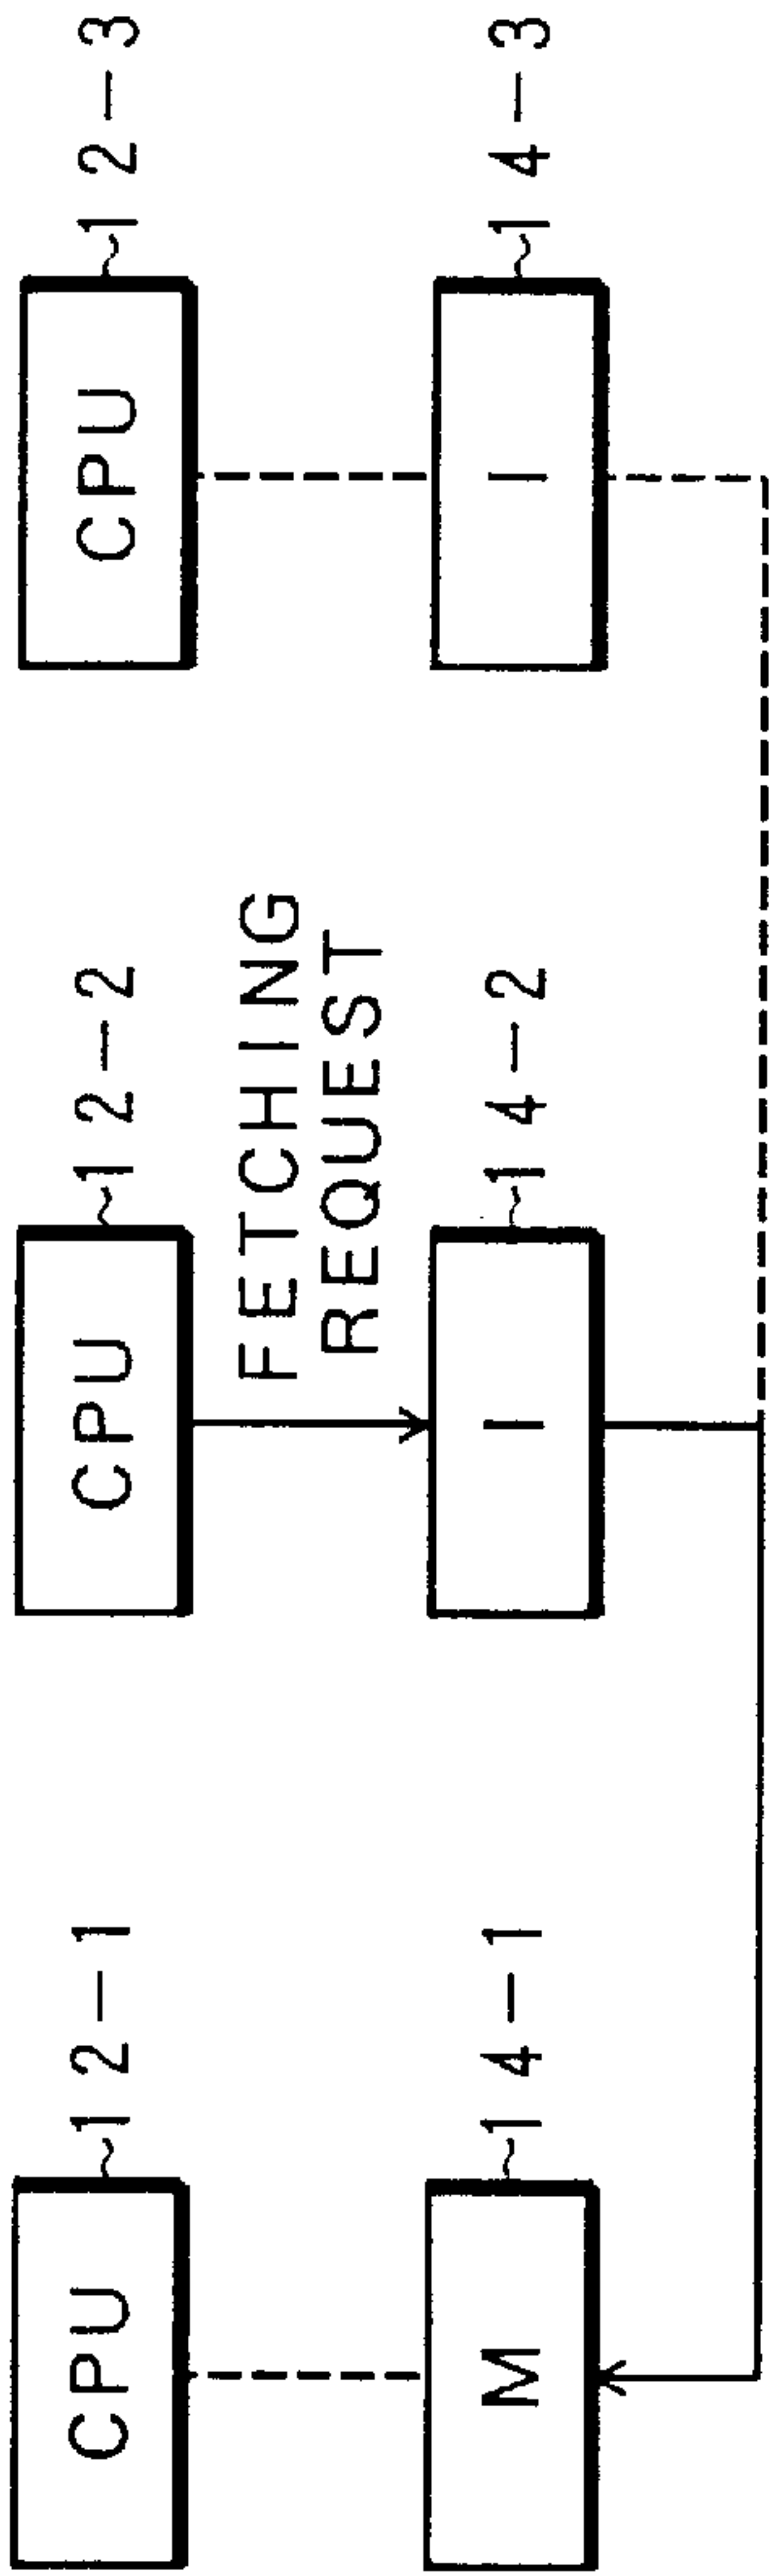 CPU ~12-1
CPU ~12-2
CPU ~12-3
FETCHING
REQUEST
M ~14-1
I ~14-2
I ~14-3